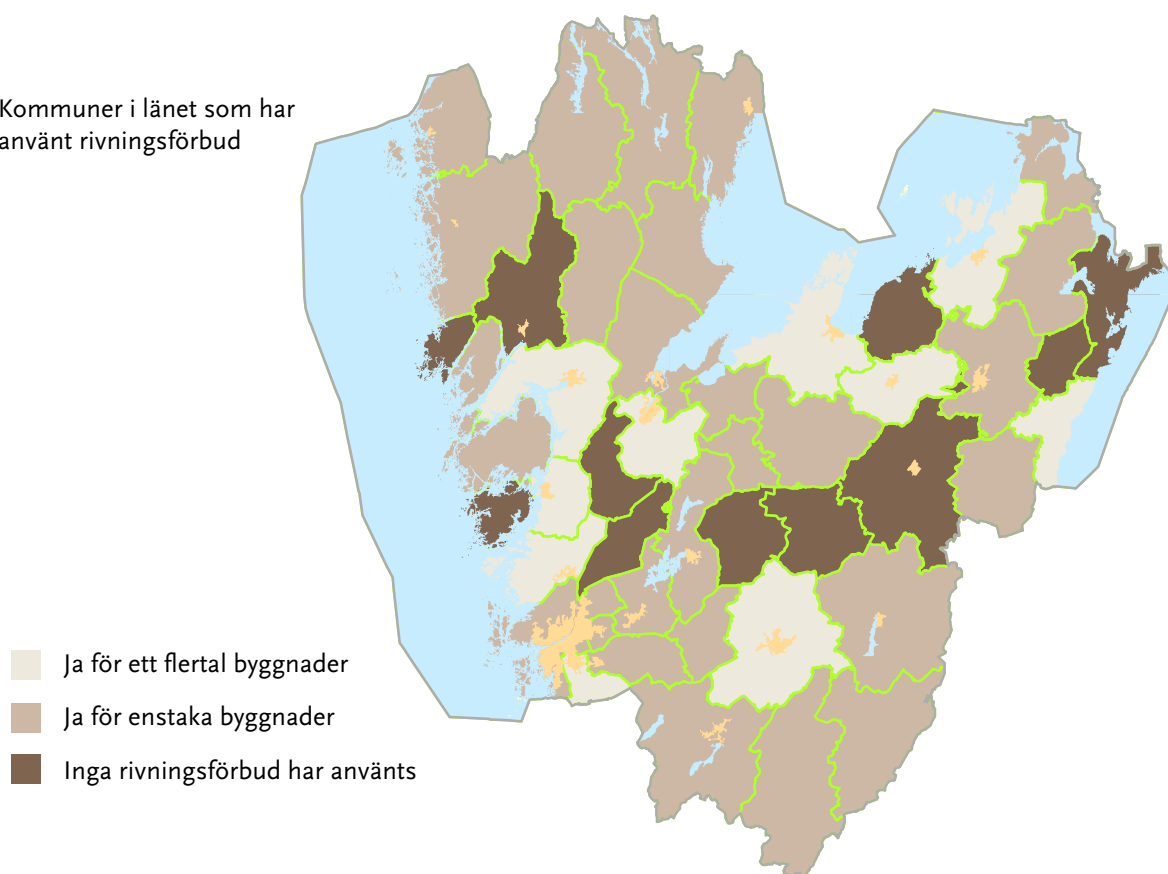 Kommuner i länet som har
använt rivningsförbud
Ja för ett flertal byggnader
Ja för enstaka byggnader
Inga rivningsförbud har använts